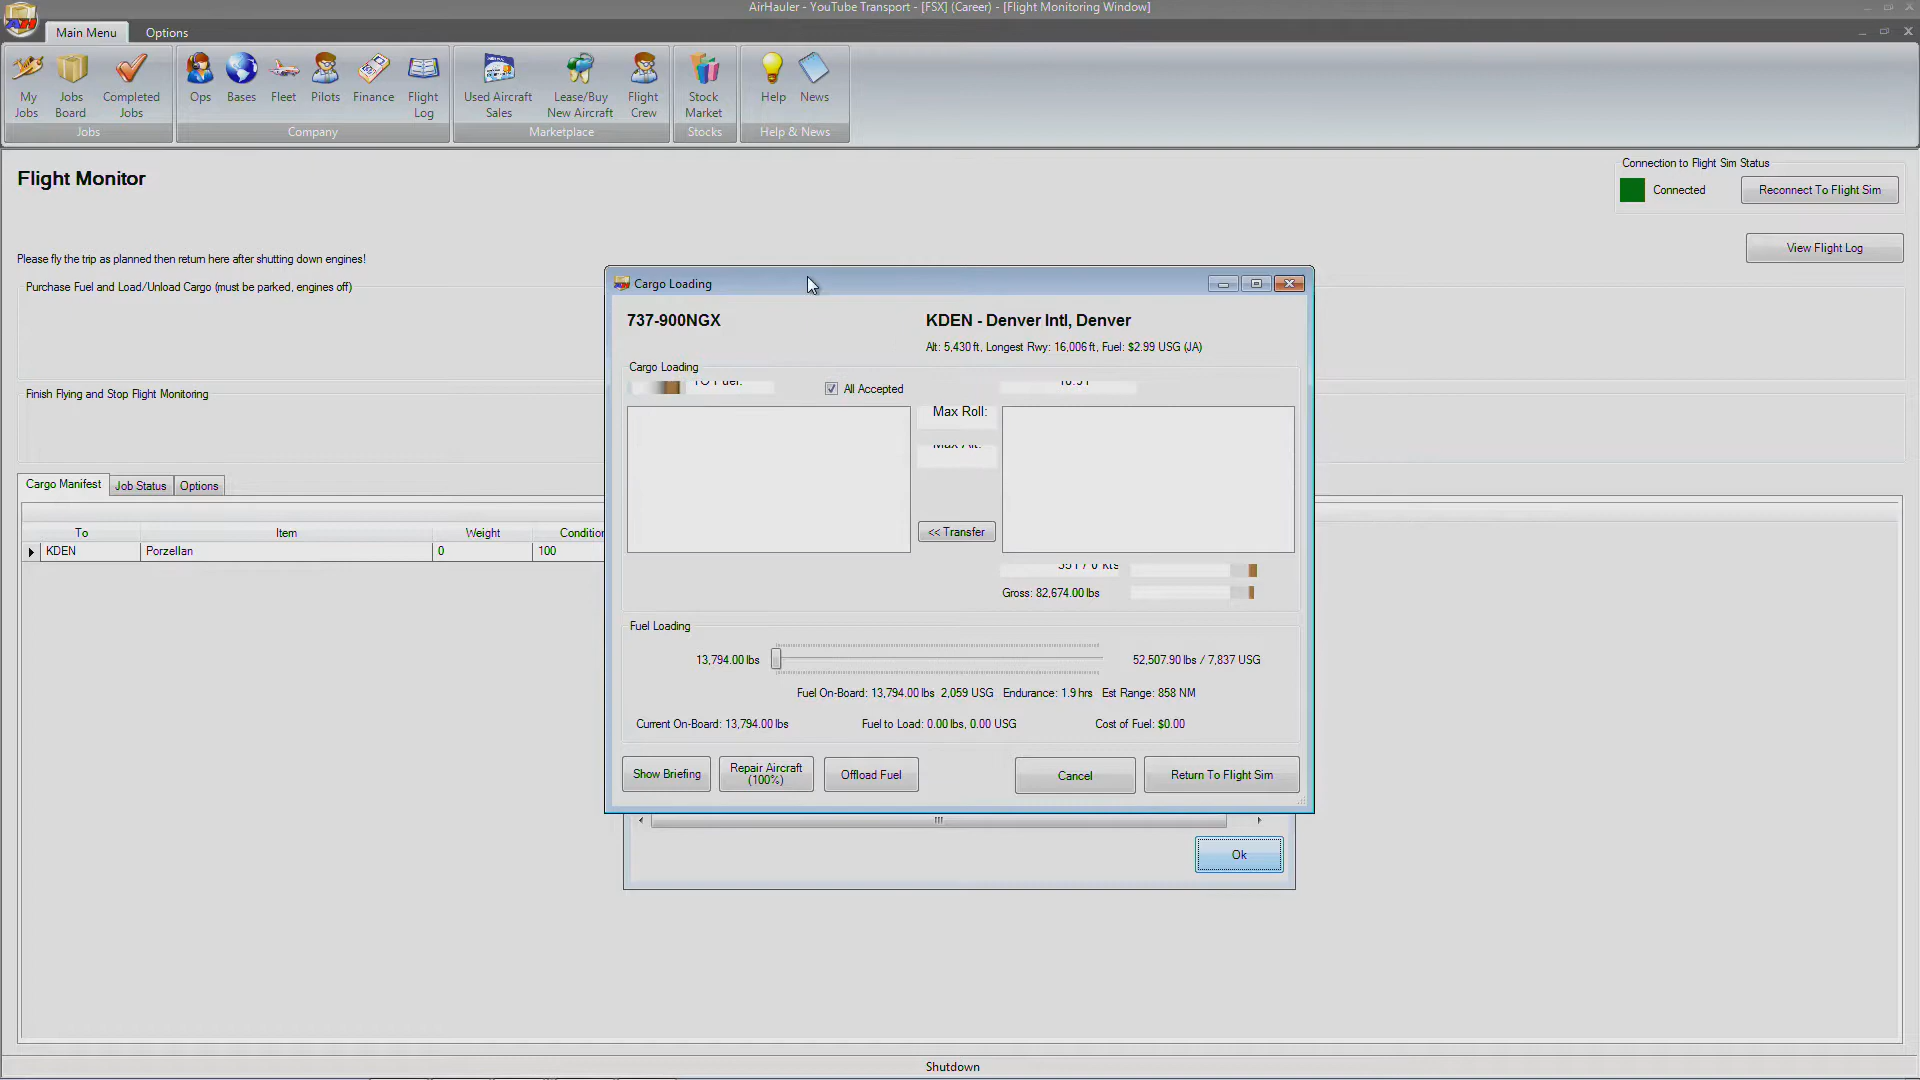 AirHauler - YouTube Transport - [FSX] (Career) - [Flight Monitoring Window]
Main Menu
Options
My Jobs
Jobs Board
Completed Jobs
Jobs
Ops
Bases
Fleet
Pilots
Finance
Flight Log
Company
Used Aircraft Sales
Lease/Buy New Aircraft
Flight Crew
Marketplace
Stock Market
Stocks
Help
News
Help & News
Flight Monitor
Connection to Flight Sim Status
Connected
Reconnect To Flight Sim
View Flight Log
Please fly the trip as planned then return here after shutting down engines!
Purchase Fuel and Load/Unload Cargo (must be parked, engines off)
Finish Flying and Stop Flight Monitoring
Cargo Manifest
Job Status
Options
To
Item
Weight
Condition
KDEN
Porzellan
0
100
Cargo Loading
737-900NGX
KDEN - Denver Intl, Denver
Alt: 5,430 ft, Longest Rwy: 16,006 ft, Fuel: $2.99 USG (JA)
Cargo Loading
All Accepted
Max Roll:
<< Transfer
Gross: 82,674.00 lbs
Fuel Loading
13,794.00 lbs
52,507.90 lbs / 7,837 USG
Fuel On-Board: 13,794.00 lbs 2,059 USG Endurance: 1.9 hrs Est Range: 858 NM
Current On-Board: 13,794.00 lbs
Fuel to Load: 0.00 lbs, 0.00 USG
Cost of Fuel: $0.00
Show Briefing
Repair Aircraft
(100%)
Offload Fuel
Cancel
Return To Flight Sim
Ok
Shutdown